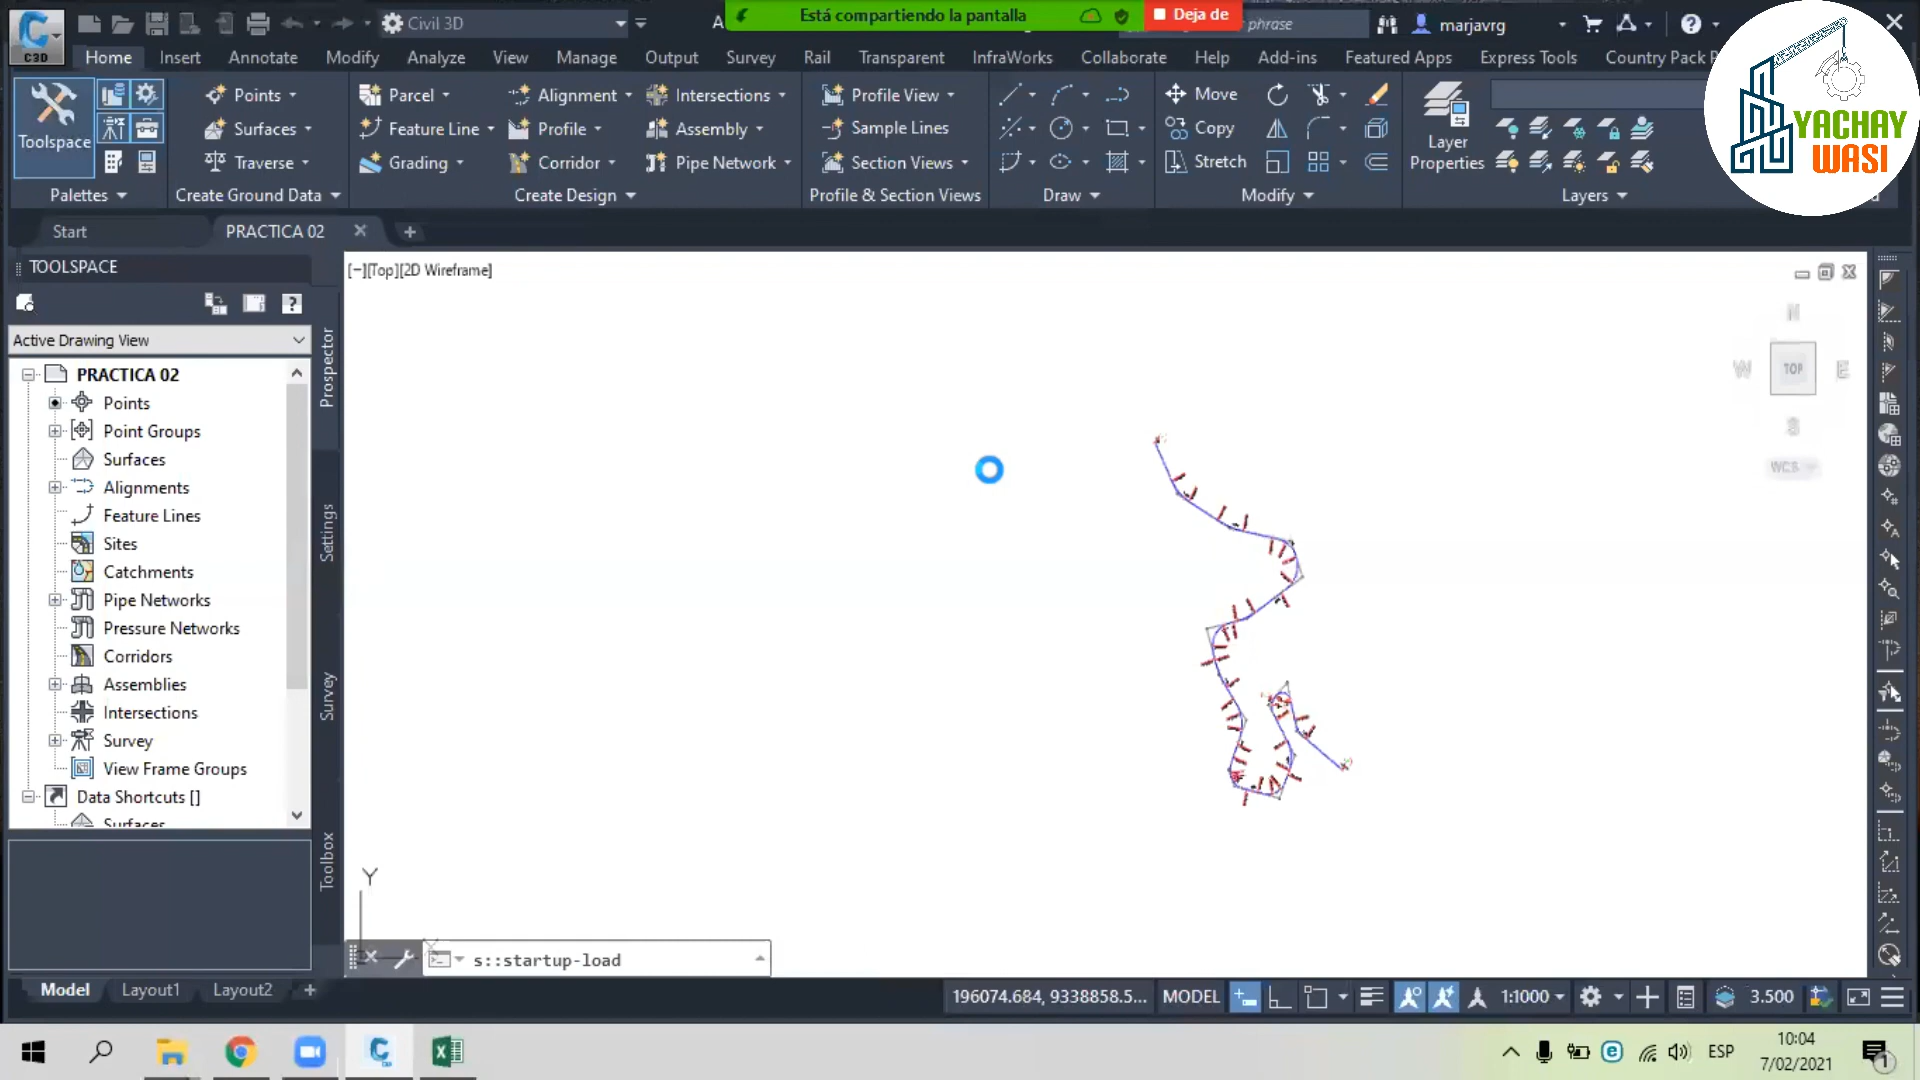 C3D
Civil 3D
A
Está compartiendo la pantalla
Deja de
phrase
marjavrg
Home
Insert
Annotate
Modify
Analyze
View
Manage
Output
Survey
Rail
Transparent
InfraWorks
Collaborate
Help
Add-ins
Featured Apps
Express Tools
Country Pack P
YACHAY
WASI
Toolspace
Points
Surfaces
Traverse
Parcel
Feature Line
Grading
Alignment
Profile
Corridor
Intersections
Assembly
Pipe Network
Profile View
Sample Lines
Section Views
Move
Copy
Stretch
Layer
Properties
Palettes
Create Ground Data
Create Design
Profile & Section Views
Draw
Modify
Layers
Start
PRACTICA 02
TOOLSPACE
[−][Top][2D Wireframe]
Active Drawing View
PRACTICA 02
Points
Point Groups
Surfaces
Alignments
Feature Lines
Sites
Catchments
Pipe Networks
Pressure Networks
Corridors
Assemblies
Intersections
Survey
View Frame Groups
Data Shortcuts []
Surfaces
Prospector
Settings
Survey
Toolbox
N
W
TOP
E
S
WCS
Y
s::startup-load
Model
Layout1
Layout2
196074.684, 9338858.5...
MODEL
1:1000
3.500
ESP
10:04
7/02/2021
1